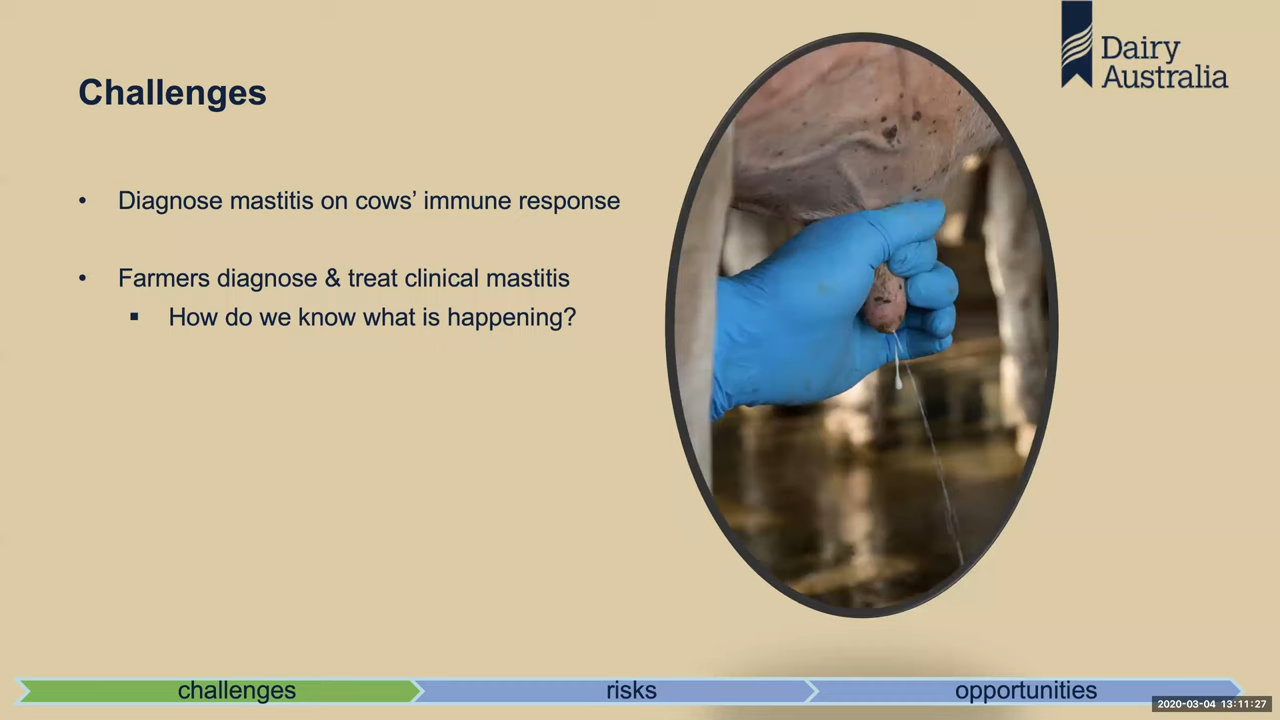 Dairy
Australia
Challenges
• Diagnose mastitis on cows’ immune response
• Farmers diagnose & treat clinical mastitis
▪ How do we know what is happening?
challenges
risks
opportunities
2020-03-04 13:11:27